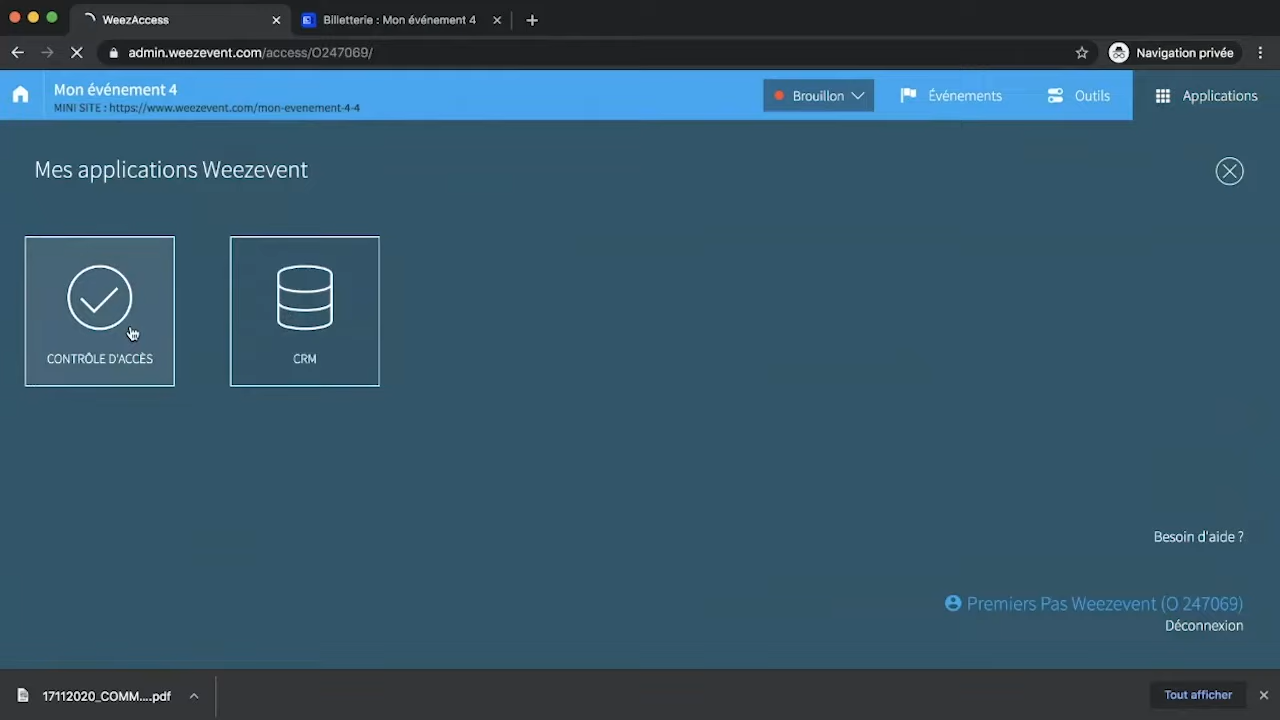 WeezAccess
Billetterie : Mon événement 4
admin.weezevent.com/access/O247069/
Navigation privée
Mon événement 4
MINI SITE : https://www.weezevent.com/mon-evenement-4-4
Brouillon
Événements
Outils
Applications
Mes applications Weezevent
CONTRÔLE D'ACCÈS
CRM
Besoin d'aide ?
Premiers Pas Weezevent (O 247069)
Déconnexion
17112020_COMM....pdf
Tout afficher